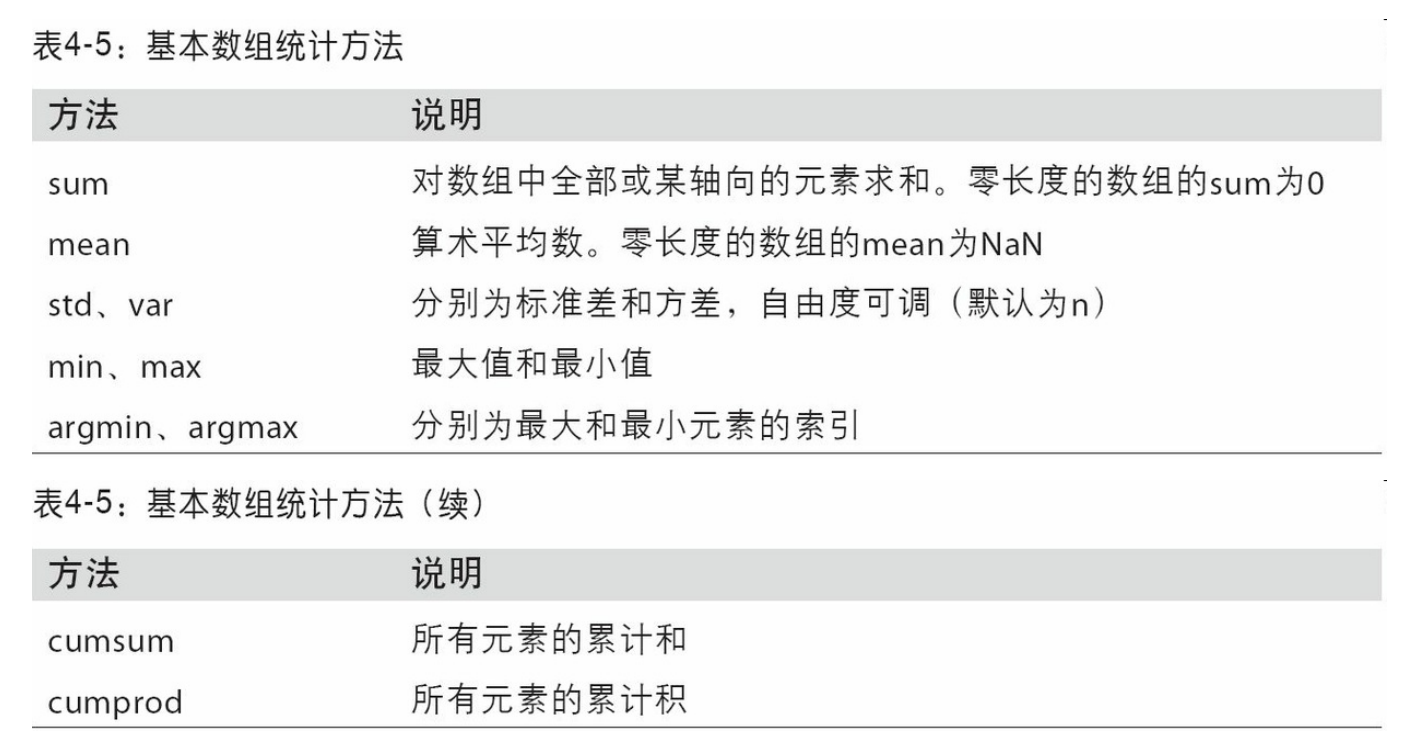 表4-5：基本数组统计方法
方法 说明
sum 对数组中全部或某轴向的元素求和。零长度的数组的sum为0
mean 算术平均数。零长度的数组的mean为NaN
std、var 分别为标准差和方差，自由度可调（默认为n）
min、max 最大值和最小值
argmin、argmax 分别为最大和最小元素的索引
表4-5：基本数组统计方法（续）
方法 说明
cumsum 所有元素的累计和
cumprod 所有元素的累计积